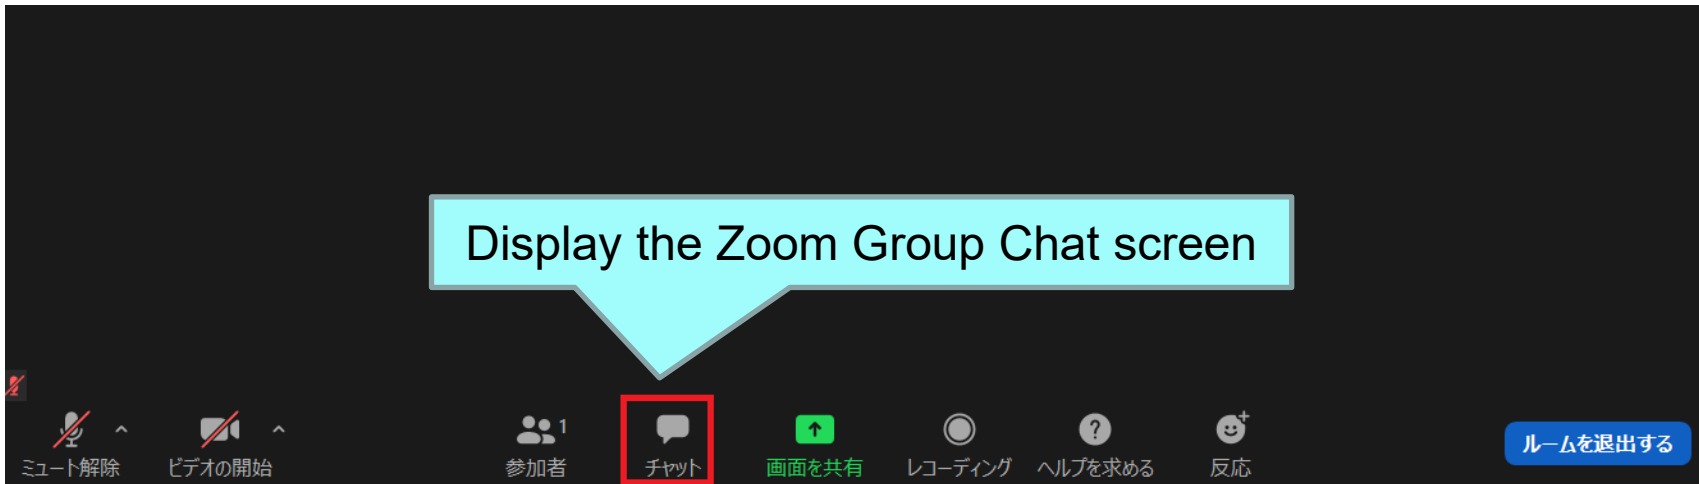 Display the Zoom Group Chat screen
1
ミュート解除
ビデオの開始
参加者
チャット
画面を共有
レコーディング
ヘルプを求める
反応
ルームを退出する